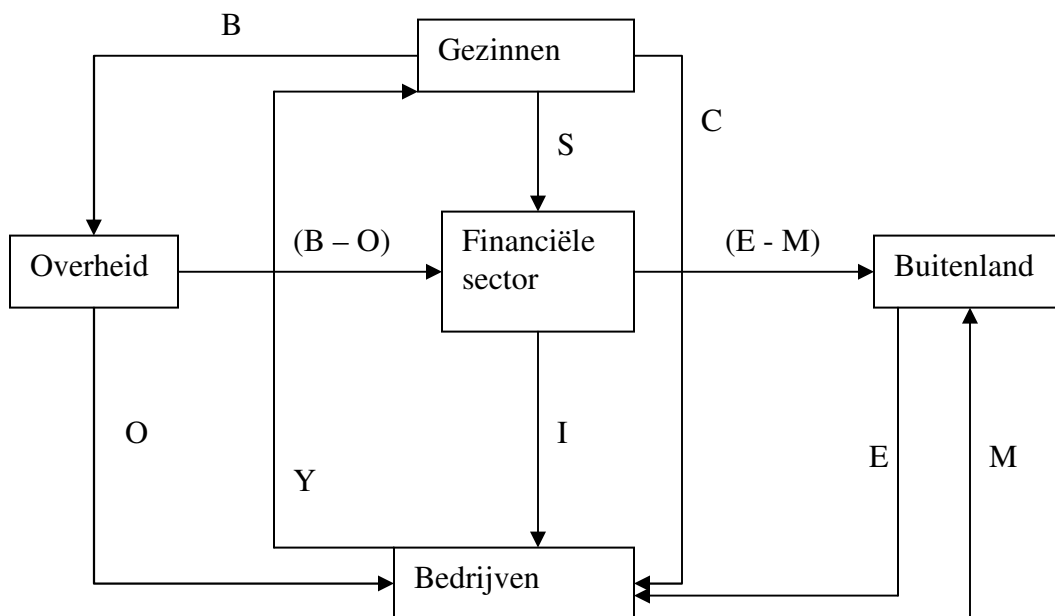 B
Gezinnen
C
S
(B – O)
Financiële
sector
(E - M)
Overheid
Buitenland
O
I
E
M
Y
Bedrijven